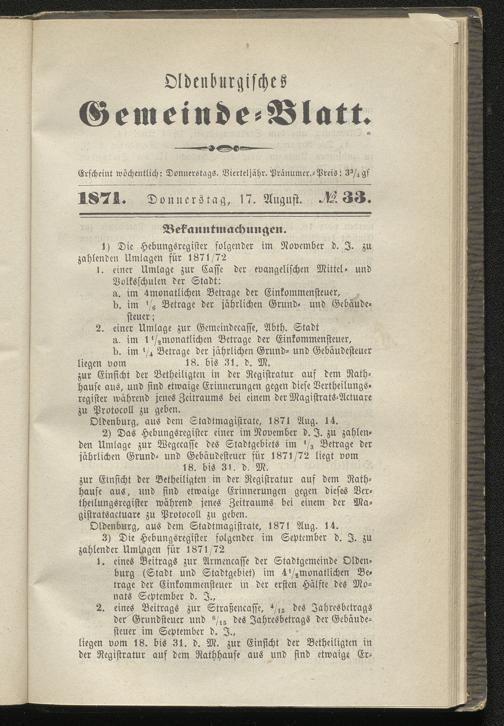 Oldenburgisches
Gemeinde-Blatt.
Erscheint wöchentlich: Donnerstags. Vierteljähr. Pränumer.-Preis: 3¾ gf
1871. Donnerstag, 17. August. № 33.
Bekanntmachungen.
1) Die Hebungsregister folgender im November d. J. zu
zahlenden Umlagen für 1871/72
1. einer Umlage zur Casse der evangelischen Mittel- und
Volksschulen der Stadt:
a. im 4monatlichen Betrage der Einkommensteuer,
b. im 1/6 Betrage der jährlichen Grund- und Gebäude-
steuer;
2. einer Umlage zur Gemeindecasse, Abth. Stadt
a. im 1 1/2monatlichen Betrage der Einkommensteuer,
b. im 1/4 Betrage der jährlichen Grund- und Gebäudesteuer
liegen vom 18. bis 31. d. M.
zur Einsicht der Betheiligten in der Registratur auf dem Rath-
hause aus, und sind etwaige Erinnerungen gegen diese Vertheilungs-
register während jenes Zeitraums bei einem der Magistrats-Actuare
zu Protocoll zu geben.
Oldenburg, aus dem Stadtmagistrate, 1871 Aug. 14.
2) Das Hebungsregister einer im November d. J. zu zahlen-
den Umlage zur Wegecasse des Stadtgebiets im 1/3 Betrage der
jährlichen Grund- und Gebäudesteuer für 1871/72 liegt vom
18. bis 31. d. M.
zur Einsicht der Betheiligten in der Registratur auf dem Rath-
hause aus, und sind etwaige Erinnerungen gegen dieses Ver-
theilungsregister während jenes Zeitraums bei einem der Ma-
gistratsactuare zu Protocoll zu geben.
Oldenburg, aus dem Stadtmagistrate, 1871 Aug. 14.
3) Die Hebungsregister folgender im September d. J. zu
zahlender Umlagen für 1871/72
1. eines Beitrags zur Armencasse der Stadtgemeinde Olden-
burg (Stadt und Stadtgebiet) im 4 1/2monatlichen Be-
trage der Einkommensteuer in der ersten Hälfte des Mo-
nats September d. J.,
2. eines Beitrags zur Straßencasse, 4/15 des Jahresbetrags
der Grundsteuer und 8/15 des Jahresbetrags der Gebäude-
steuer im September d. J.,
liegen vom 18. bis 31. d. M. zur Einsicht der Betheiligten in
der Registratur auf dem Rathhause aus und sind etwaige Er-